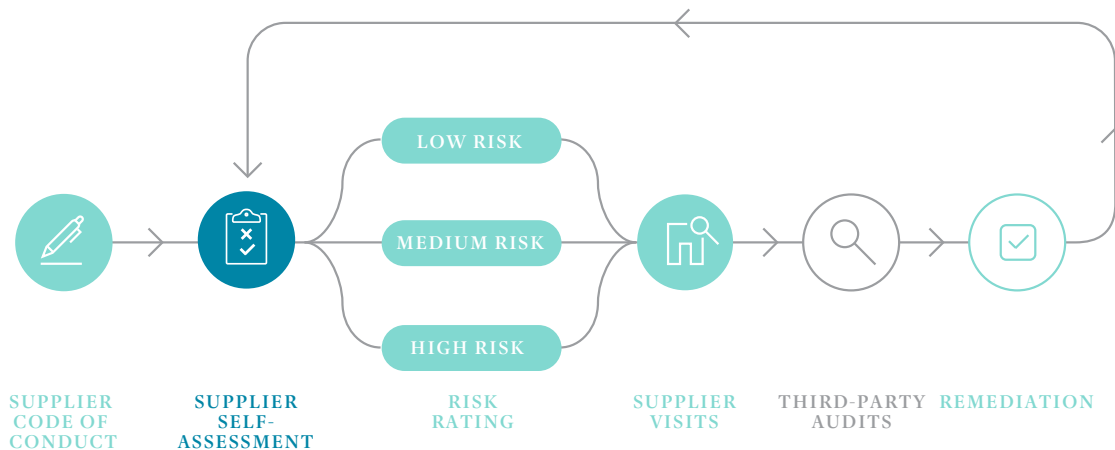 LOW RISK
MEDIUM RISK
HIGH RISK
SUPPLIER
CODE OF
CONDUCT
SUPPLIER
SELF-
ASSESSMENT
RISK
RATING
SUPPLIER
VISITS
THIRD-PARTY
AUDITS
REMEDIATION